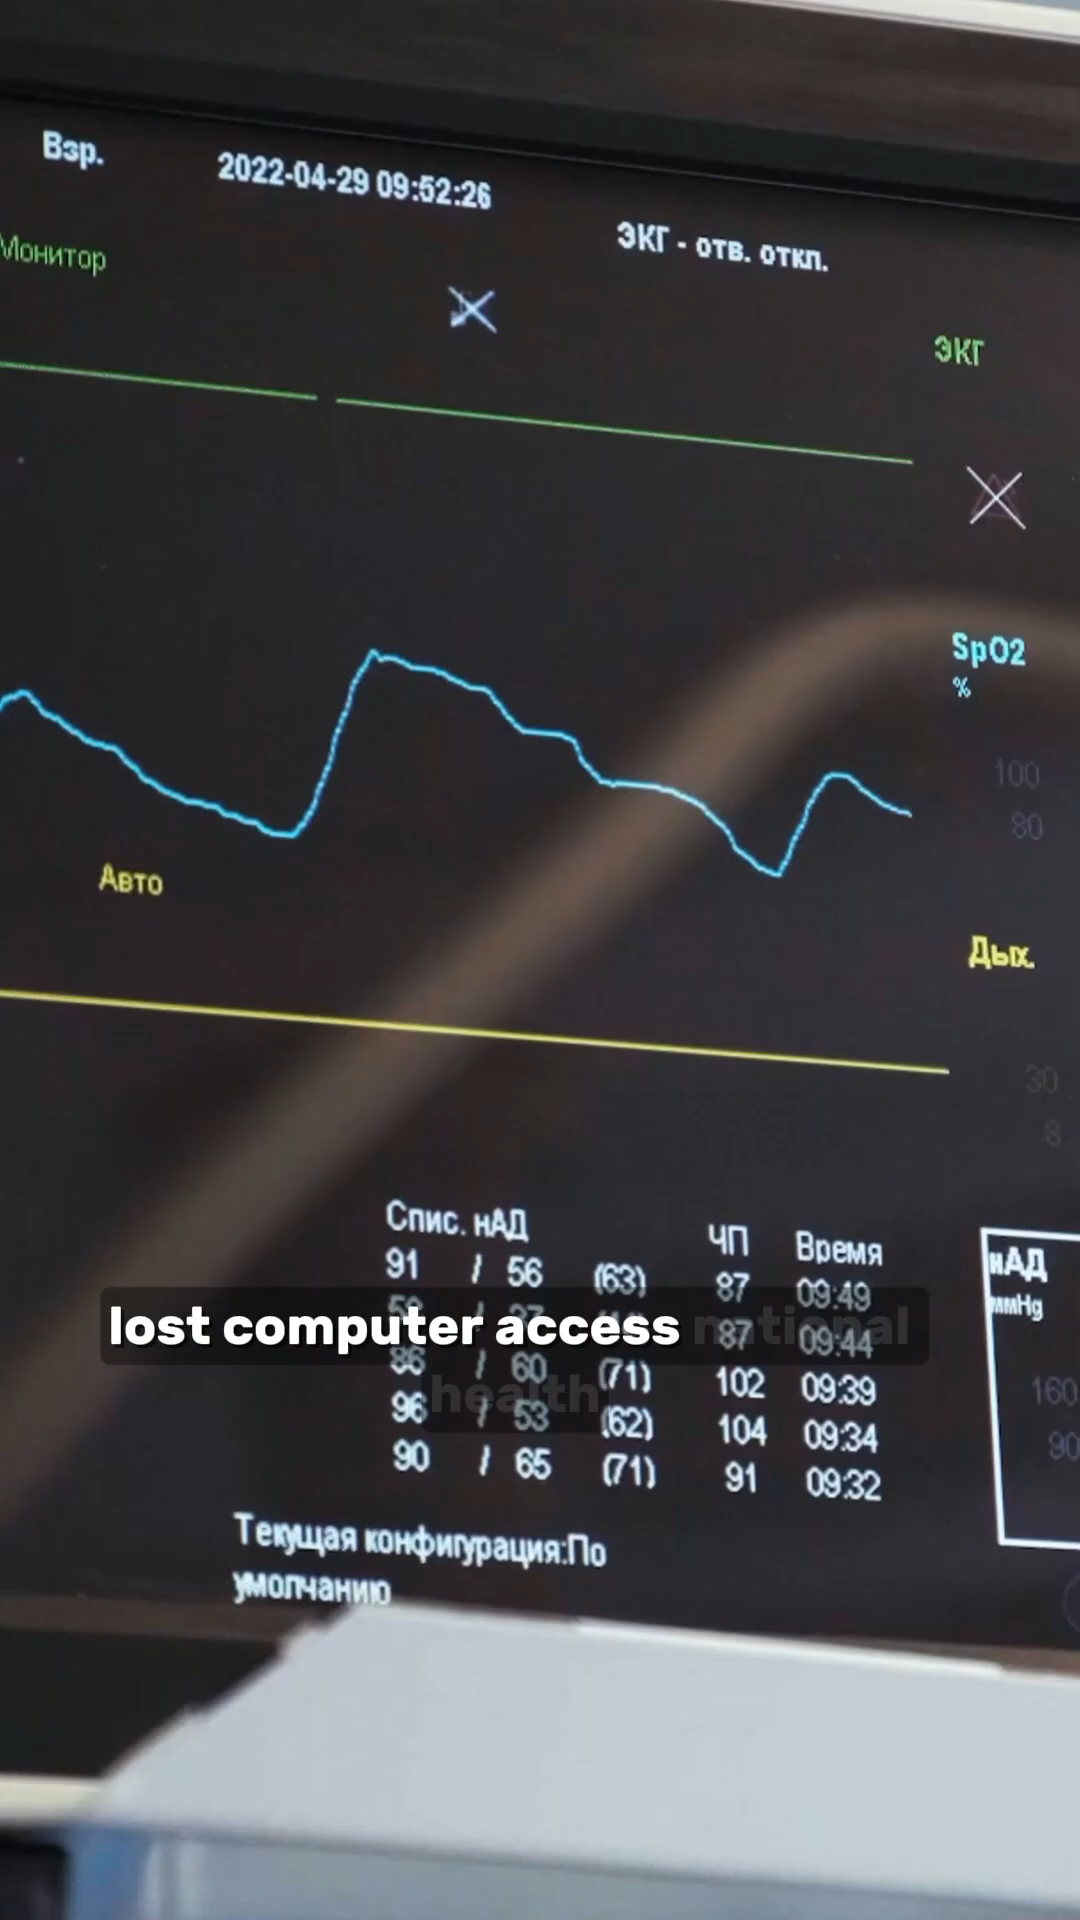 Взр.
2022-04-29 09:52:26
ЭКГ - отв. откл.
Монитор
ЭКГ
SpO2
%
100
80
Авто
Дых.
30
8
Спис. нАД ЧП Время
91 / 56 (63) 87 09:49
87 09:44
86 / 60 (71) 102 09:39
96 / 53 (62) 104 09:34
90 / 65 (71) 91 09:32
нАД
mmHg
160
90
lost computer access national
health
Текущая конфигурация:По
умолчанию